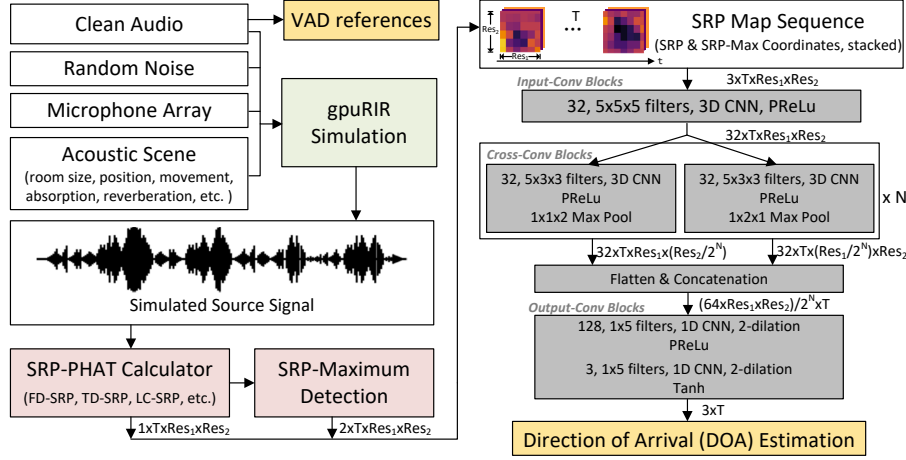 Clean Audio
VAD references
Random Noise
Microphone Array
Acoustic Scene
(room size, position, movement,
absorption, reverberation, etc. )
gpuRIR
Simulation
Simulated Source Signal
SRP-PHAT Calculator
(FD-SRP, TD-SRP, LC-SRP, etc.)
SRP-Maximum
Detection
1xTxRes1xRes2
2xTxRes1xRes2
Res2
Res1
T
...
t
SRP Map Sequence
(SRP & SRP-Max Coordinates, stacked)
3xTxRes1xRes2
Input-Conv Blocks
32, 5x5x5 filters, 3D CNN, PReLu
32xTxRes1xRes2
Cross-Conv Blocks
32, 5x3x3 filters, 3D CNN
PReLu
1x1x2 Max Pool
32, 5x3x3 filters, 3D CNN
PReLu
1x2x1 Max Pool
x N
32xTxRes1x(Res2/2^N)
32xTx(Res1/2^N)xRes2
Flatten & Concatenation
(64xRes1xRes2)/2^NxT
Output-Conv Blocks
128, 1x5 filters, 1D CNN, 2-dilation
PReLu
3, 1x5 filters, 1D CNN, 2-dilation
Tanh
3xT
Direction of Arrival (DOA) Estimation